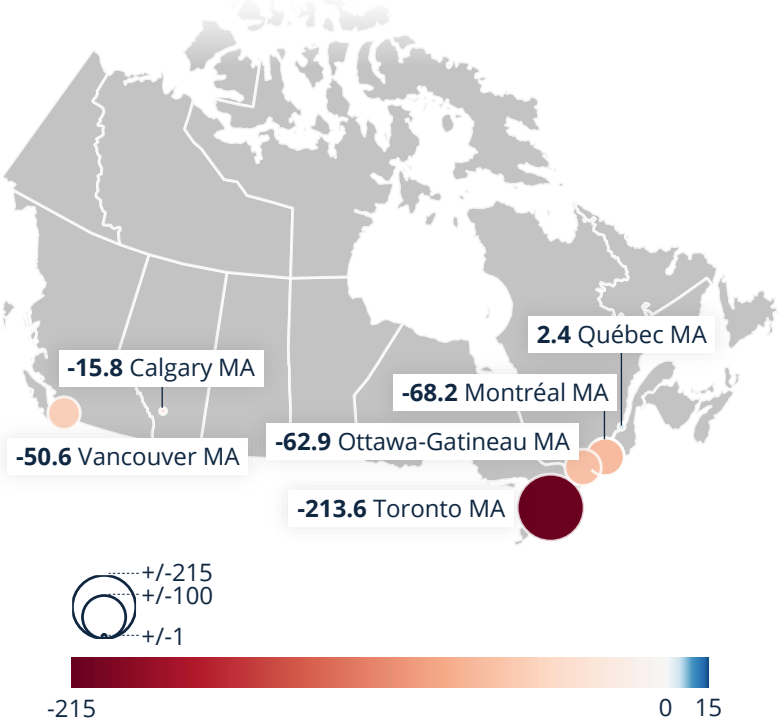 2.4 Québec MA
-15.8 Calgary MA
-68.2 Montréal MA
-62.9 Ottawa-Gatineau MA
-50.6 Vancouver MA
-213.6 Toronto MA
+/-215
+/-100
+/-1
-215 0 15